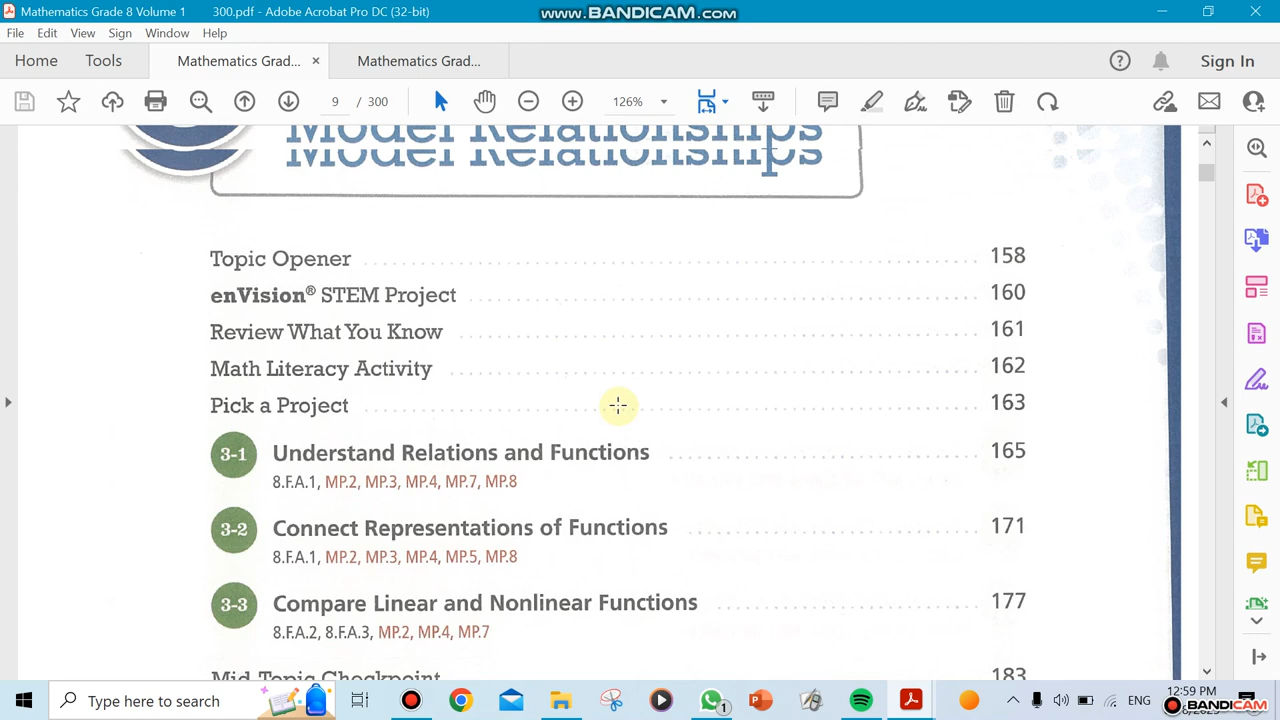 Mathematics Grade 8 Volume 1 300.pdf - Adobe Acrobat Pro DC (32-bit)
www.BANDICAM.com
File Edit View Sign Window Help
Home Tools Mathematics Grad... × Mathematics Grad... Sign In
9 / 300 126%
Model Relationships
Topic Opener 158
enVision® STEM Project 160
Review What You Know 161
Math Literacy Activity 162
Pick a Project 163
3-1 Understand Relations and Functions 165
8.F.A.1, MP.2, MP.3, MP.4, MP.7, MP.8
3-2 Connect Representations of Functions 171
8.F.A.1, MP.2, MP.3, MP.4, MP.5, MP.8
3-3 Compare Linear and Nonlinear Functions 177
8.F.A.2, 8.F.A.3, MP.2, MP.4, MP.7
Mid-Topic Checkpoint 183
Type here to search
1
ENG
12:59 PM
BANDICAM